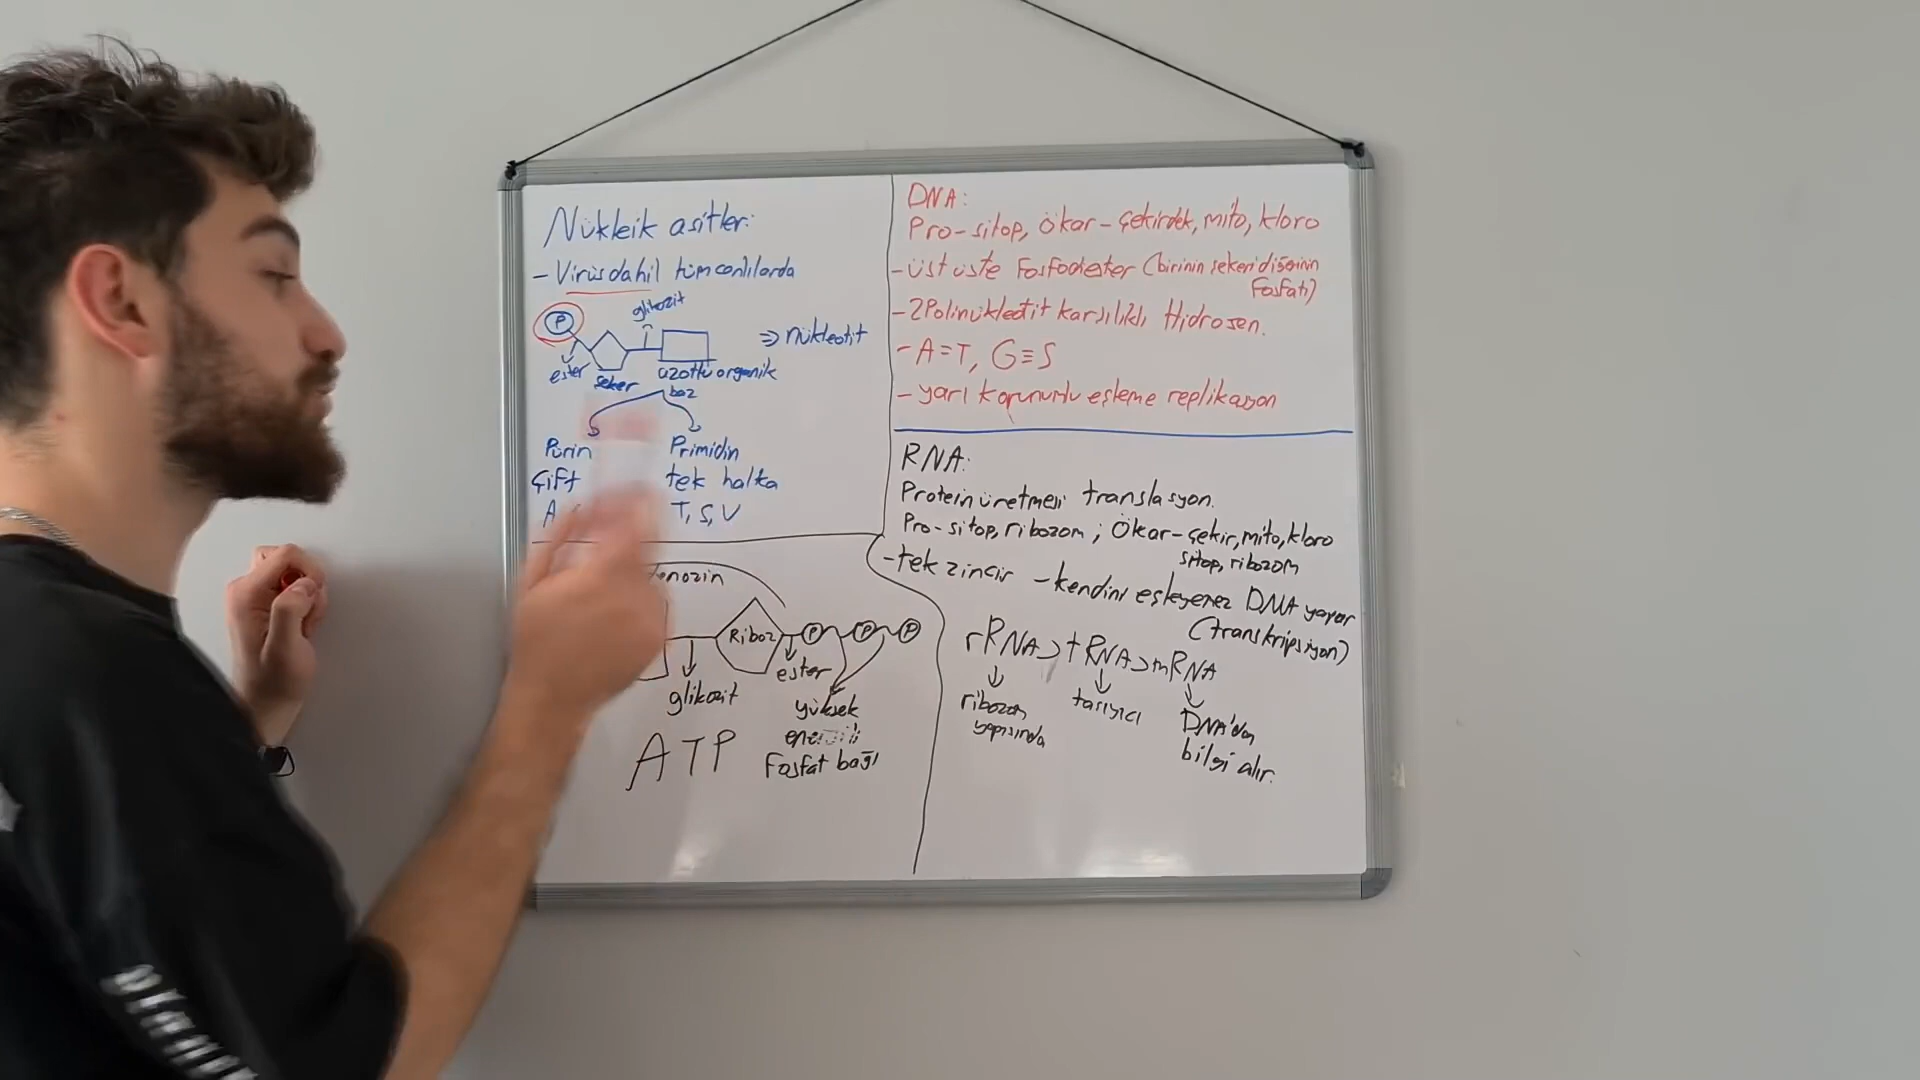 Nükleik asitler:
- Virüs dahil tüm canlılarda
glikozit
P
⇒ nükleotit
ester
şeker
azotlu organik
baz
Pürin
Primidin
Çift
tek halka
A
T, S, U
DNA:
Pro-sitop, Ökar-çekirdek, mito, kloro
- üst üste Fosfodiester (birinin şekeri diğerinin
Fosfatı)
- 2 Polinükleotit karşılıklı Hidrojen.
- A=T, G≡S
- yarı korunumlu eşleme replikasyon
RNA:
Protein üretmesi translasyon.
Pro-sitop, ribozom ; Ökar-çekir, mito, kloro
sitop, ribozom
- tek zincir - kendini eşleyemez DNA yapar
(transkripsiyon)
rRNA > tRNA > mRNA
ribozom
yapısında
taşıyıcı
DNA'dan
bilgi alır.
Riboz
P
P
P
glikozit
ester
yüksek
enerjili
Fosfat bağı
ATP